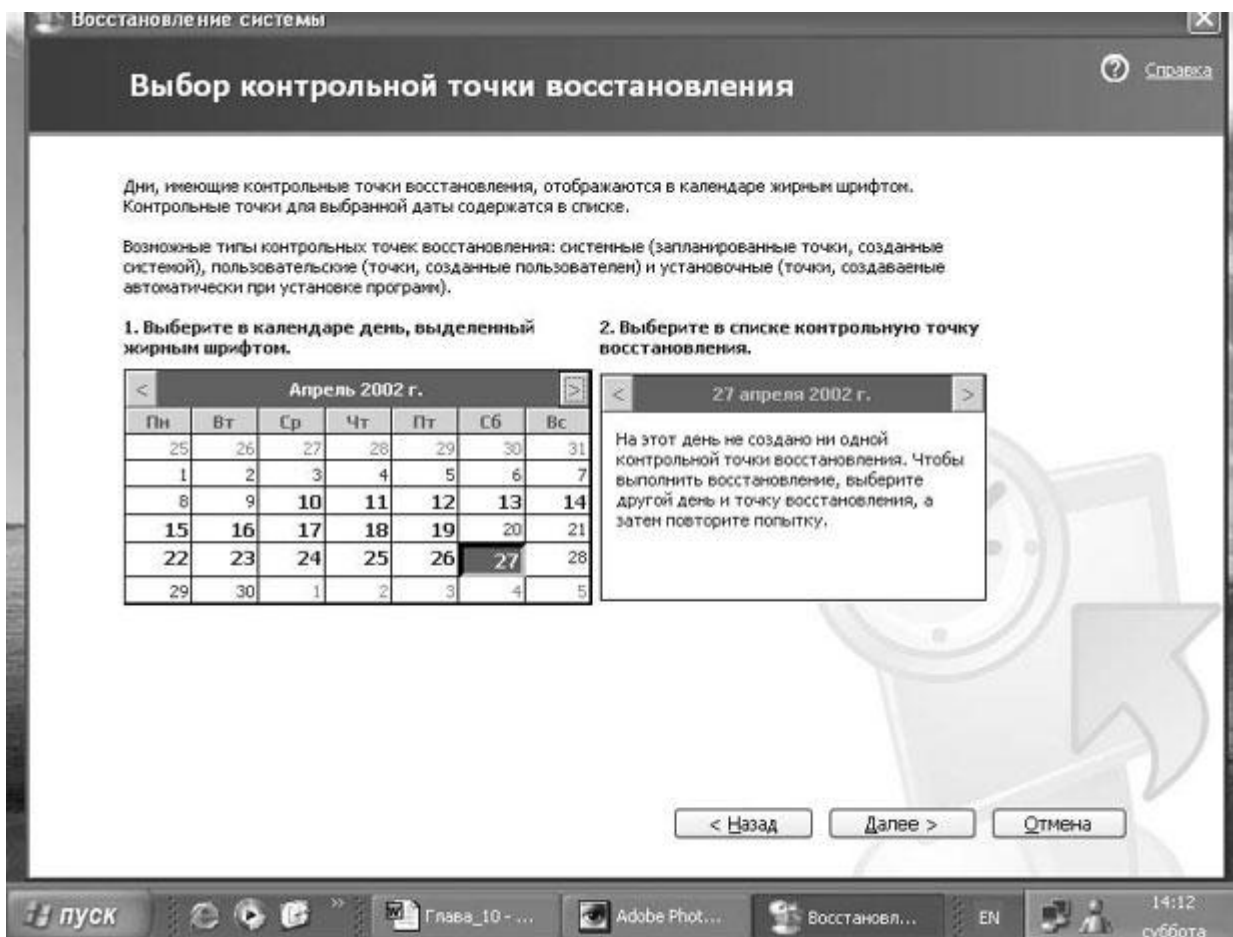 Восстановление системы
Выбор контрольной точки восстановления
Справка
Дни, имеющие контрольные точки восстановления, отображаются в календаре жирным шрифтом.
Контрольные точки для выбранной даты содержатся в списке.
Возможные типы контрольных точек восстановления: системные (запланированные точки, созданные
системой), пользовательские (точки, созданные пользователем) и установочные (точки, создаваемые
автоматически при установке программ).
1. Выберите в календаре день, выделенный
жирным шрифтом.
< Апрель 2002 г. >
Пн Вт Ср Чт Пт Сб Вс
25 26 27 28 29 30 31
1 2 3 4 5 6 7
8 9 10 11 12 13 14
15 16 17 18 19 20 21
22 23 24 25 26 27 28
29 30 1 2 3 4 5
2. Выберите в списке контрольную точку
восстановления.
< 27 апреля 2002 г. >
На этот день не создано ни одной
контрольной точки восстановления. Чтобы
выполнить восстановление, выберите
другой день и точку восстановления, а
затем повторите попытку.
< Назад
Далее >
Отмена
пуск
»
Глава_10 - ...
Adobe Phot...
Восстановл...
EN
14:12
суббота